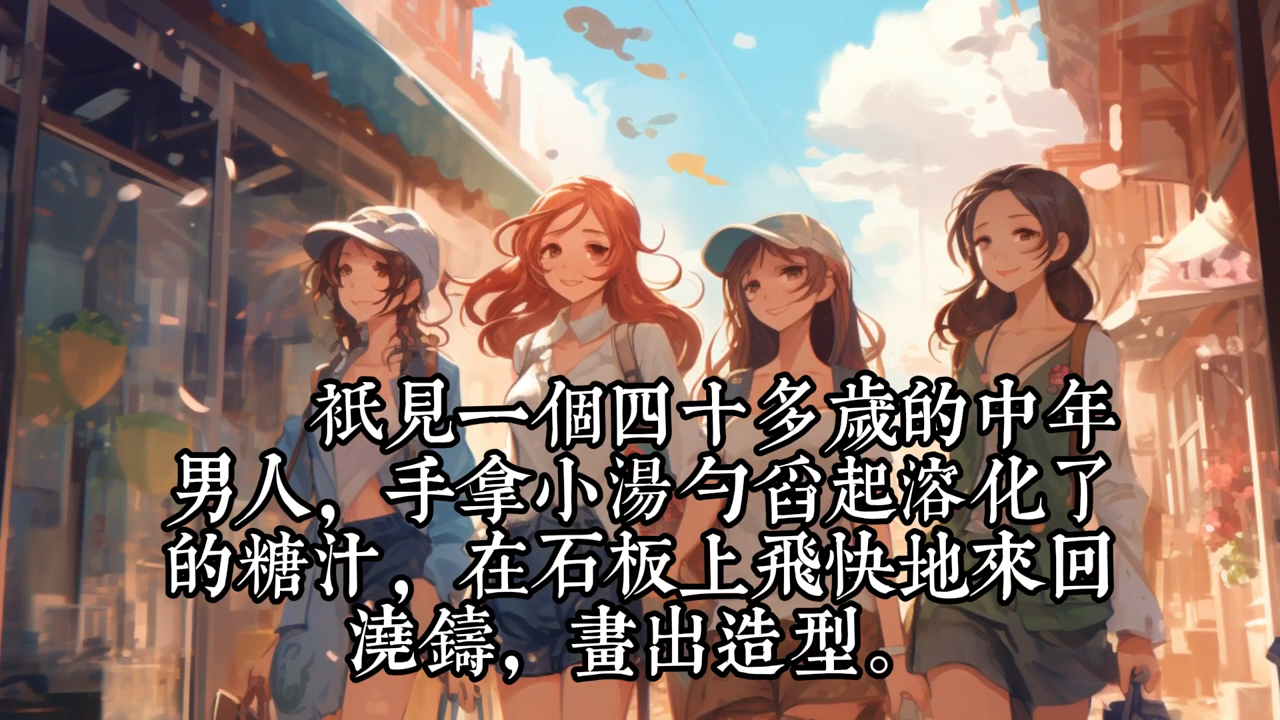 祇見一個四十多歲的中年
男人，手拿小湯勺舀起溶化了
的糖汁，在石板上飛快地來回
澆鑄，畫出造型。